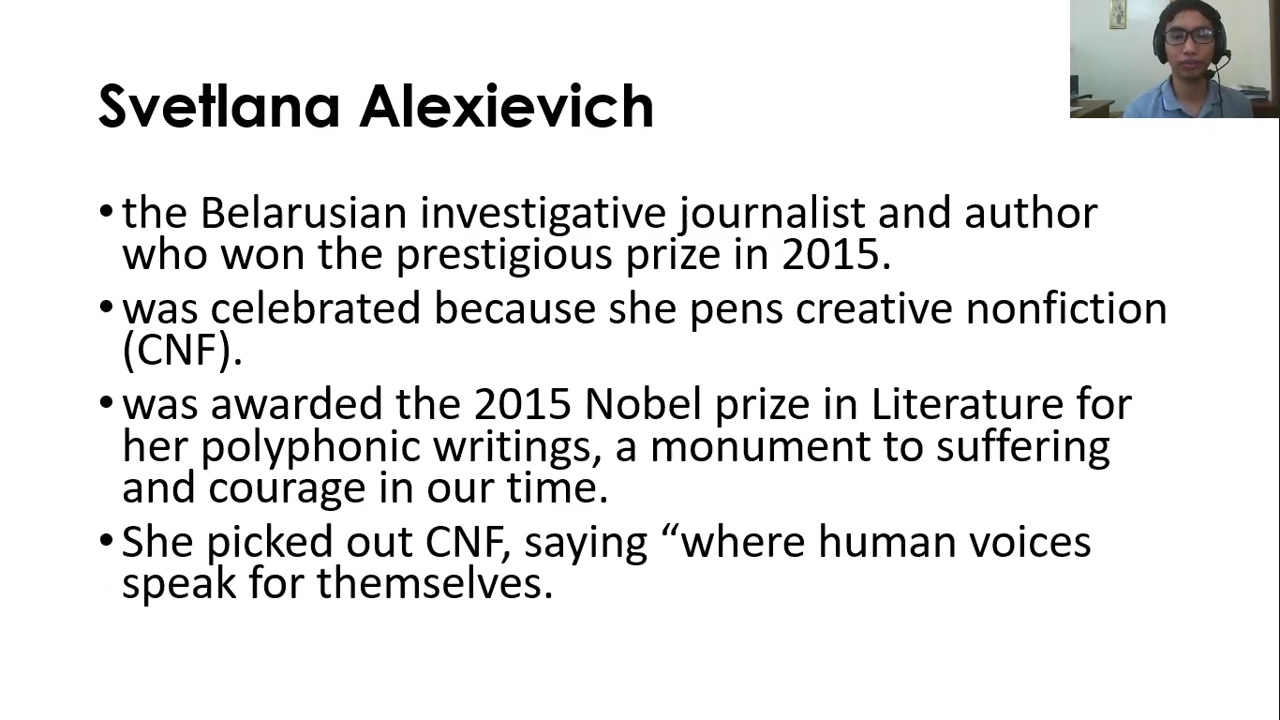 Svetlana Alexievich
• the Belarusian investigative journalist and author
who won the prestigious prize in 2015.
• was celebrated because she pens creative nonfiction
(CNF).
• was awarded the 2015 Nobel prize in Literature for
her polyphonic writings, a monument to suffering
and courage in our time.
• She picked out CNF, saying “where human voices
speak for themselves.